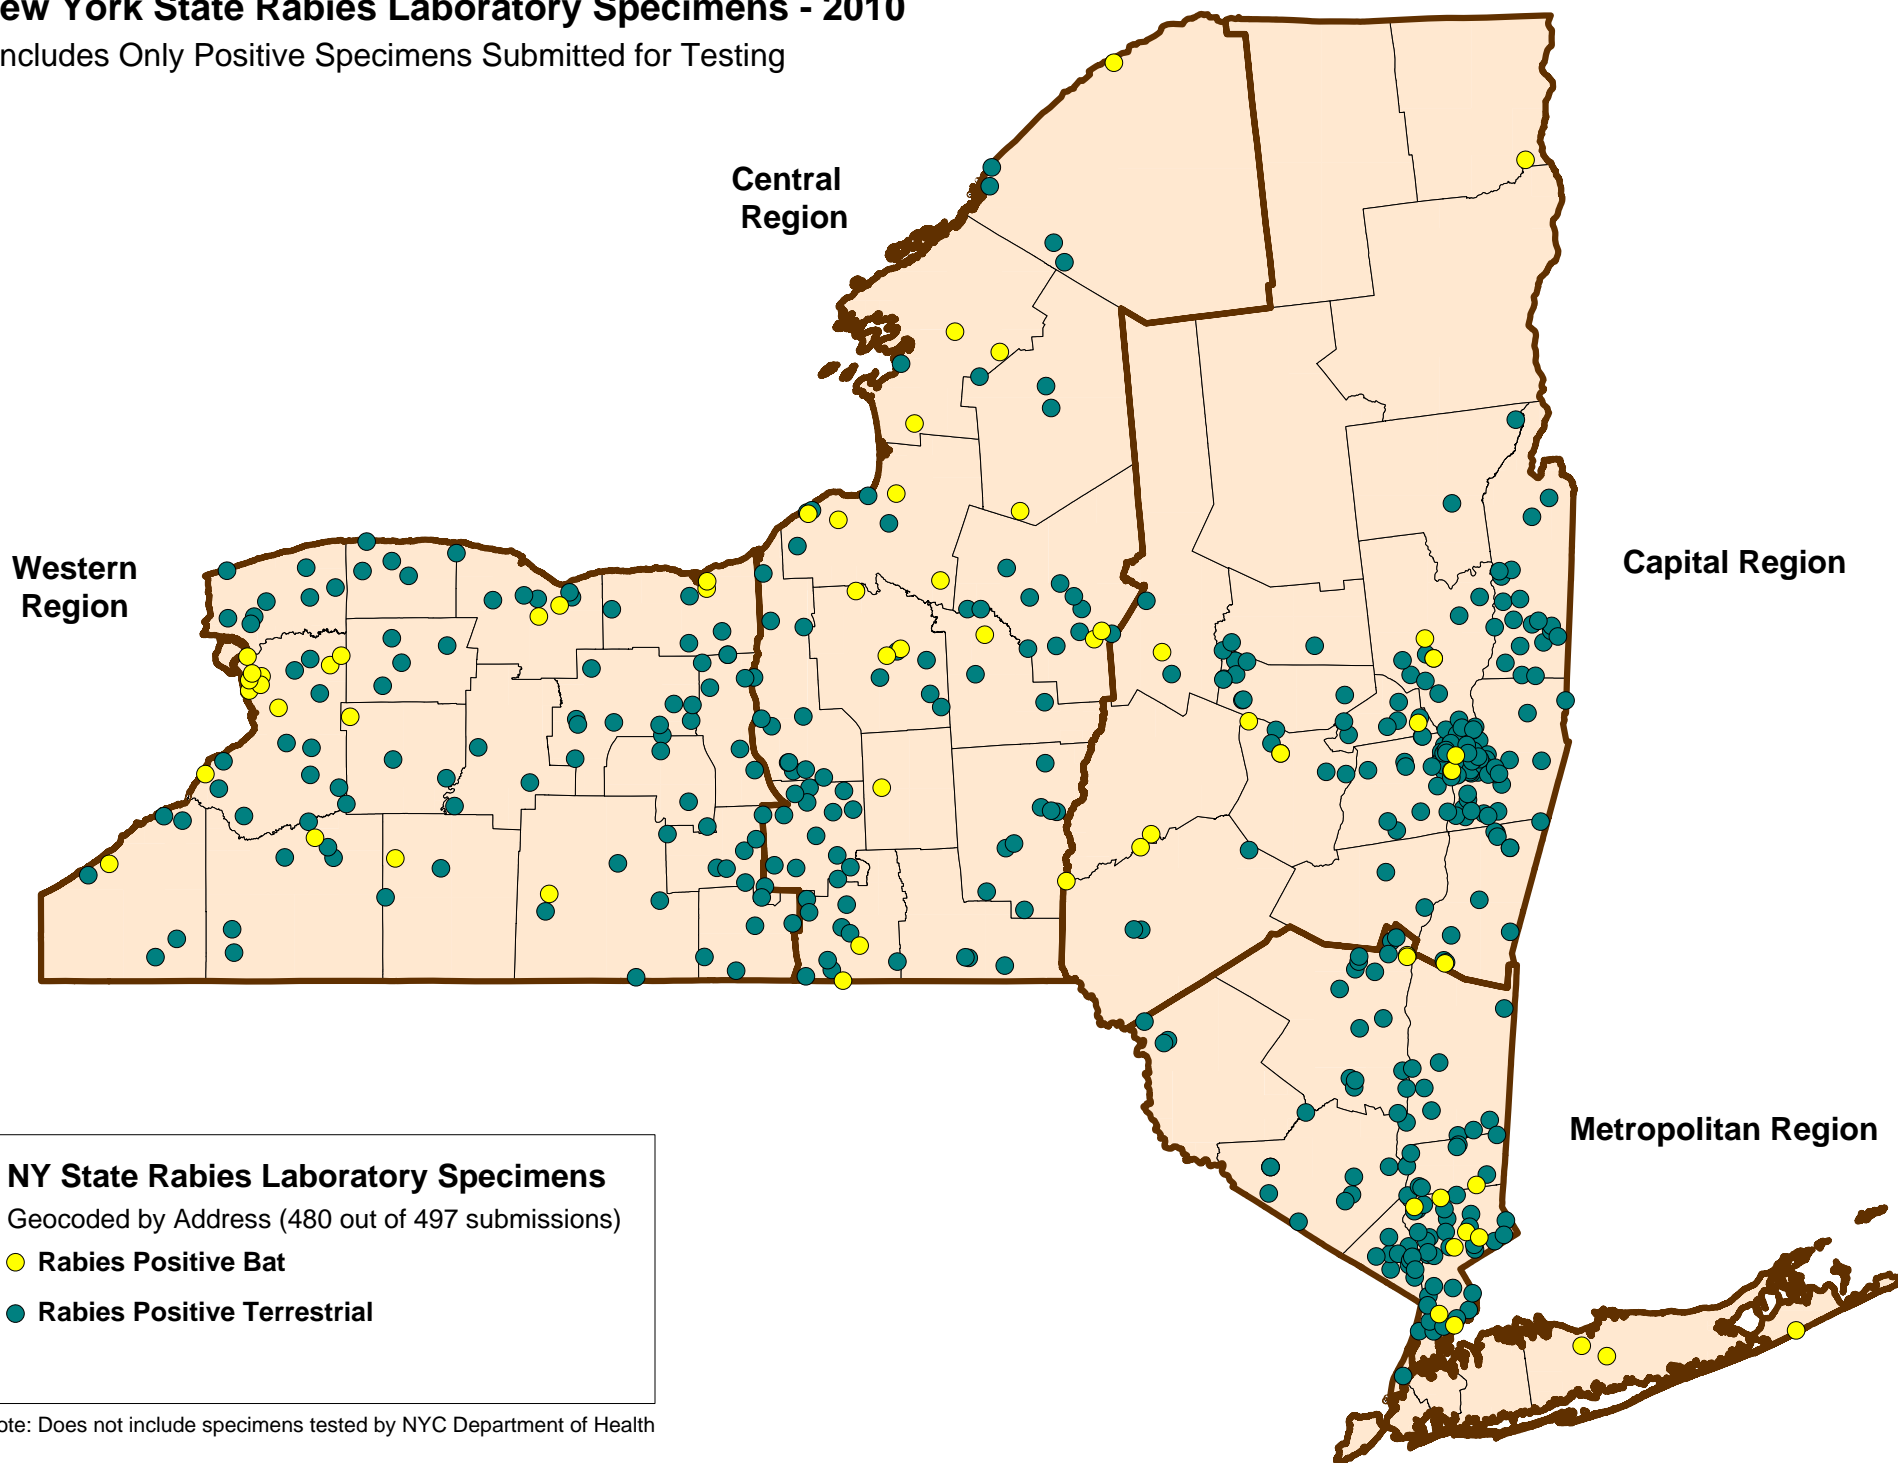 ew York State Rabies Laboratory Specimens - 2010
ncludes Only Positive Specimens Submitted for Testing
Central
Region
Western
Region
Capital Region
Metropolitan Region
NY State Rabies Laboratory Specimens
Geocoded by Address (480 out of 497 submissions)
Rabies Positive Bat
Rabies Positive Terrestrial
ote: Does not include specimens tested by NYC Department of Health